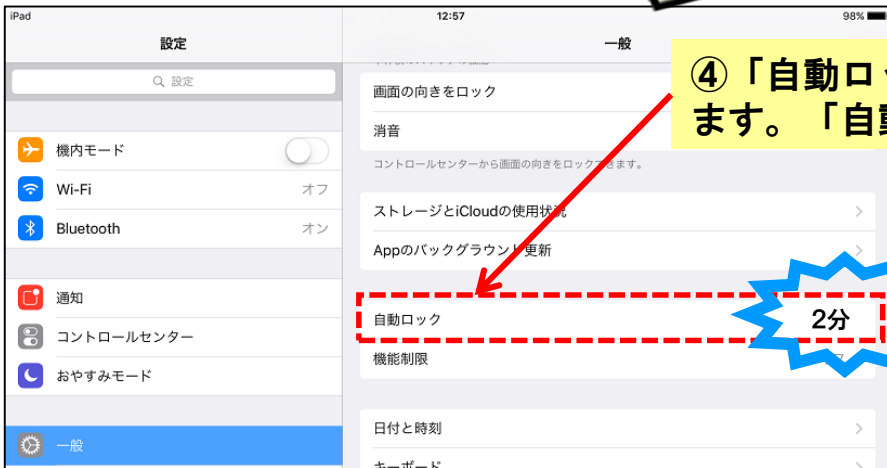 iPad
12:57
98%
設定
一般
設定
機内モード
Wi-Fi
オフ
Bluetooth
オン
通知
コントロールセンター
おやすみモード
一般
画面の向きをロック
消音
コントロールセンターから画面の向きをロックできます。
ストレージとiCloudの使用状況
Appのバックグラウンド更新
自動ロック
2分
機能制限
日付と時刻
キーボード
④「自動ロッ
ます。「自動